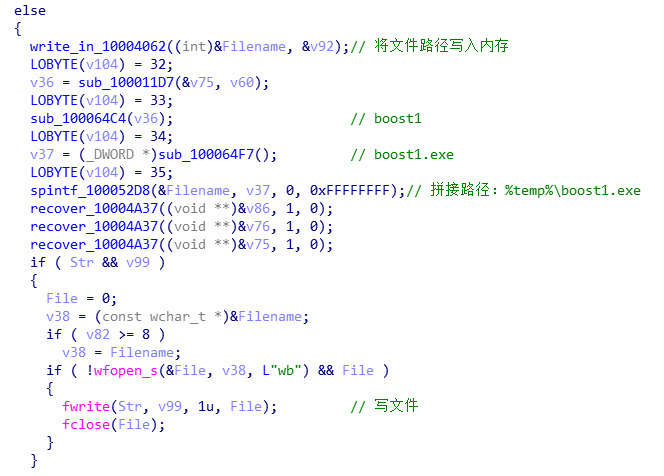 else
{
write_in_10004062((int)&Filename, &v92);// 将文件路径写入内存
LOBYTE(v104) = 32;
v36 = sub_100011D7(&v75, v60);
LOBYTE(v104) = 33;
sub_100064C4(v36); // boost1
LOBYTE(v104) = 34;
v37 = (_DWORD *)sub_100064F7(); // boost1.exe
LOBYTE(v104) = 35;
spintf_100052D8(&Filename, v37, 0, 0xFFFFFFFF);// 拼接路径: %temp%\boost1.exe
recover_10004A37((void **)&v86, 1, 0);
recover_10004A37((void **)&v76, 1, 0);
recover_10004A37((void **)&v75, 1, 0);
if ( Str && v99 )
{
File = 0;
v38 = (const wchar_t *)&Filename;
if ( v82 >= 8 )
v38 = Filename;
if ( !wfopen_s(&File, v38, L"wb") && File )
{
fwrite(Str, v99, 1u, File); // 写文件
fclose(File);
}
}